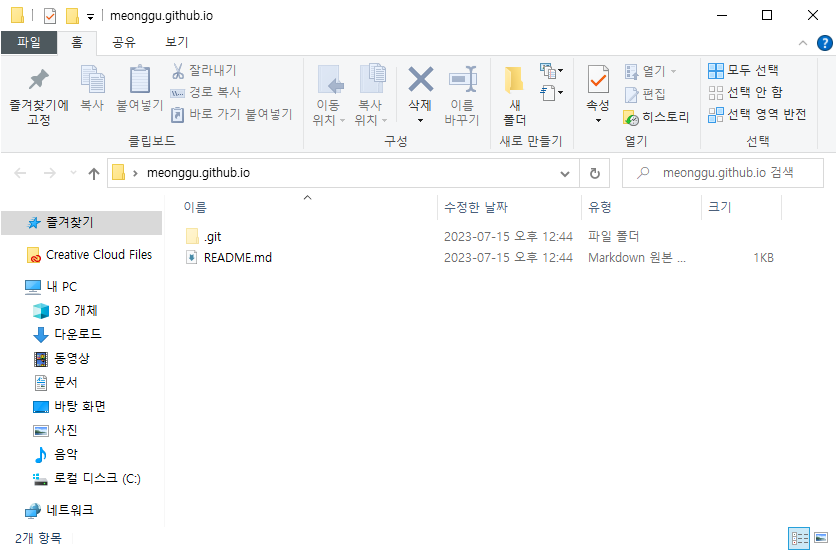 meonggu.github.io
파일 홈 공유 보기
즐겨찾기에
고정
복사
붙여넣기
잘라내기
경로 복사
바로 가기 붙여넣기
클립보드
이동
위치
복사
위치
삭제
이름
바꾸기
구성
새
폴더
새로 만들기
속성
열기
편집
히스토리
열기
모두 선택
선택 안 함
선택 영역 반전
선택
meonggu.github.io
meonggu.github.io 검색
이름 수정한 날짜 유형 크기
.git 2023-07-15 오후 12:44 파일 폴더
README.md 2023-07-15 오후 12:44 Markdown 원본 ... 1KB
즐겨찾기
Creative Cloud Files
내 PC
3D 개체
다운로드
동영상
문서
바탕 화면
사진
음악
로컬 디스크 (C:)
네트워크
2개 항목